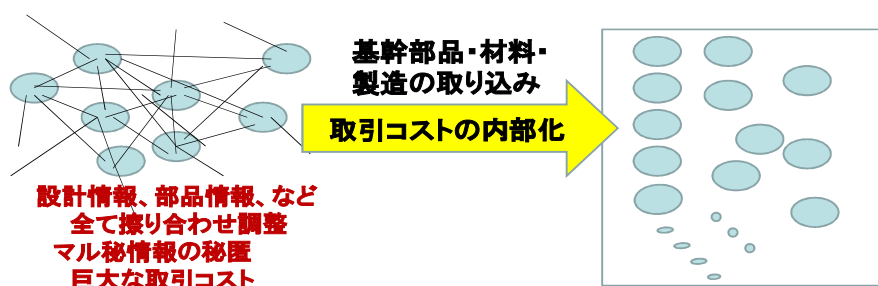 基幹部品・材料・
製造の取り込み
取引コストの内部化
設計情報、部品情報、など
全て擦り合わせ調整
マル秘情報の秘匿
巨大な取引コスト